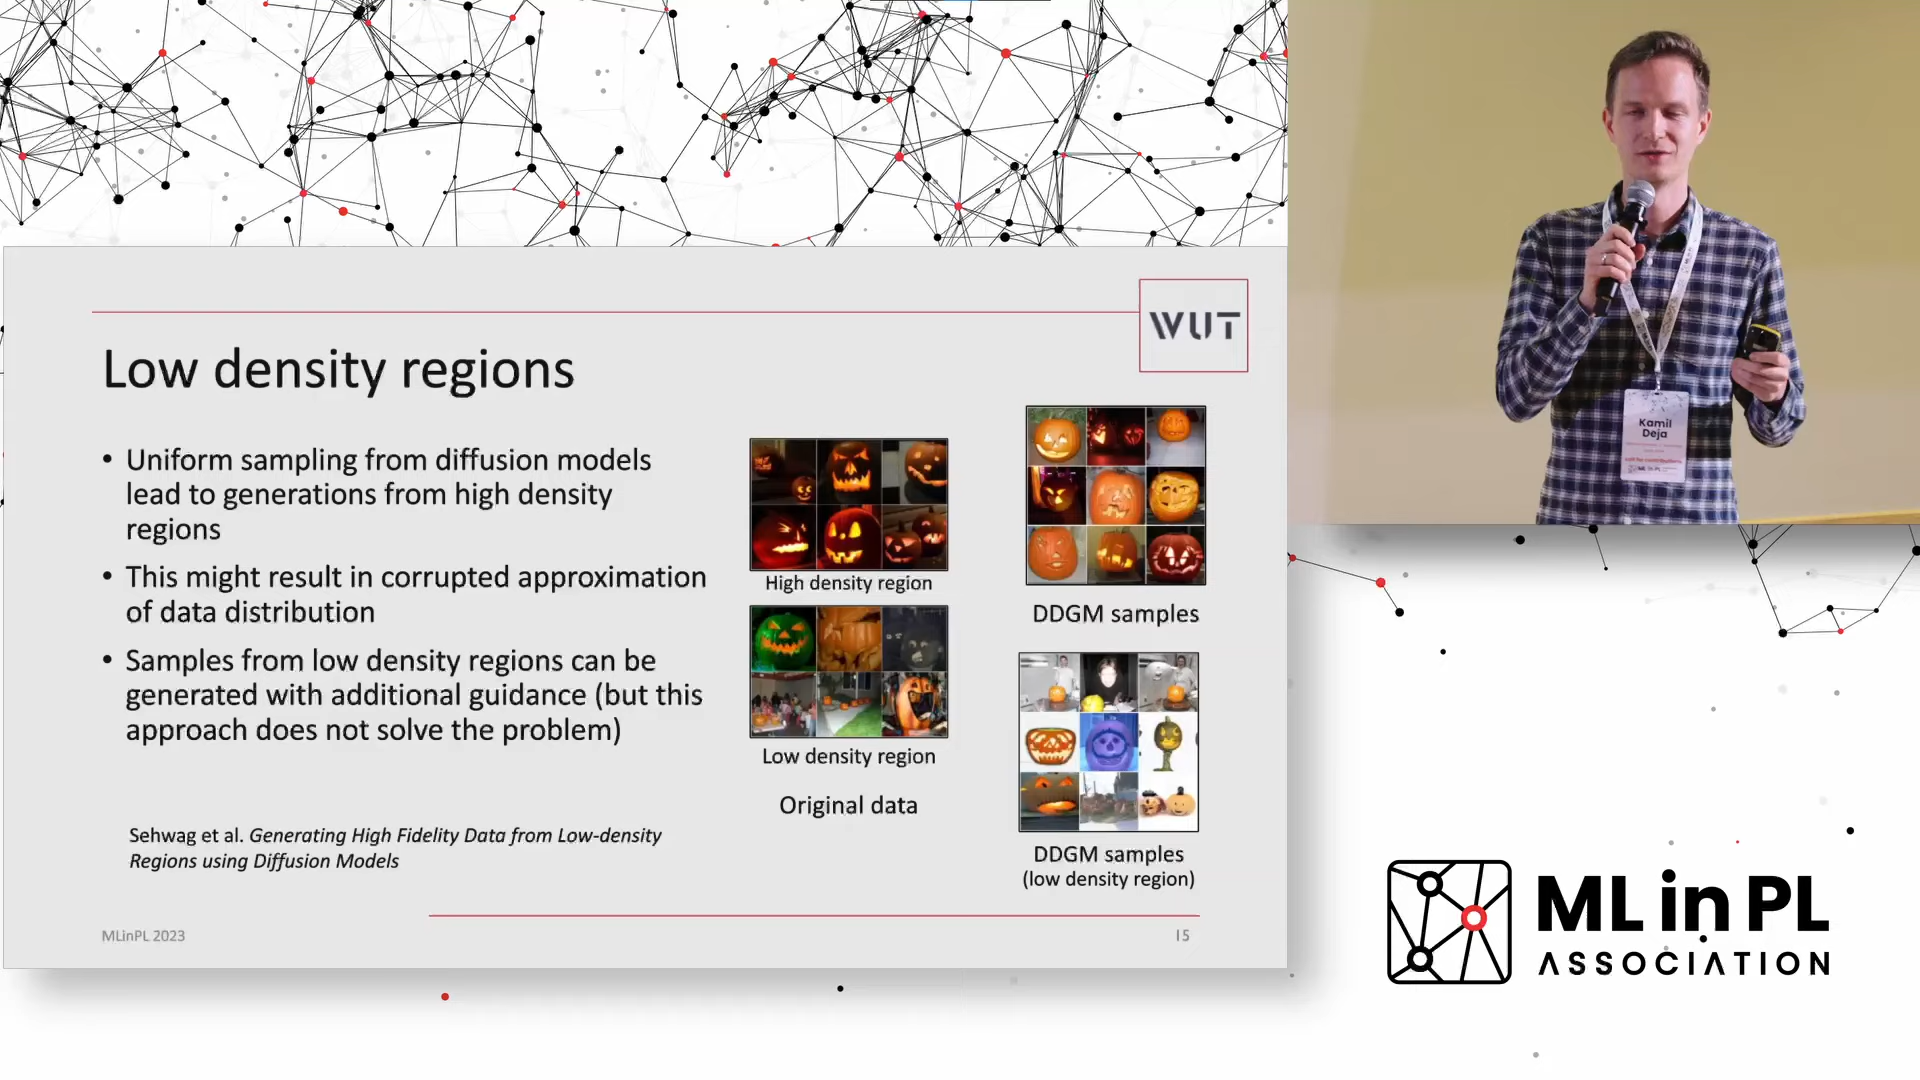 WUT
Low density regions
• Uniform sampling from diffusion models
lead to generations from high density
regions
• This might result in corrupted approximation
of data distribution
• Samples from low density regions can be
generated with additional guidance (but this
approach does not solve the problem)
Sehwag et al. Generating High Fidelity Data from Low-density
Regions using Diffusion Models
High density region
Low density region
Original data
DDGM samples
DDGM samples
(low density region)
MLinPL 2023
15
Kamil
Deja
ML in PL
ML in PL
ASSOCIATION